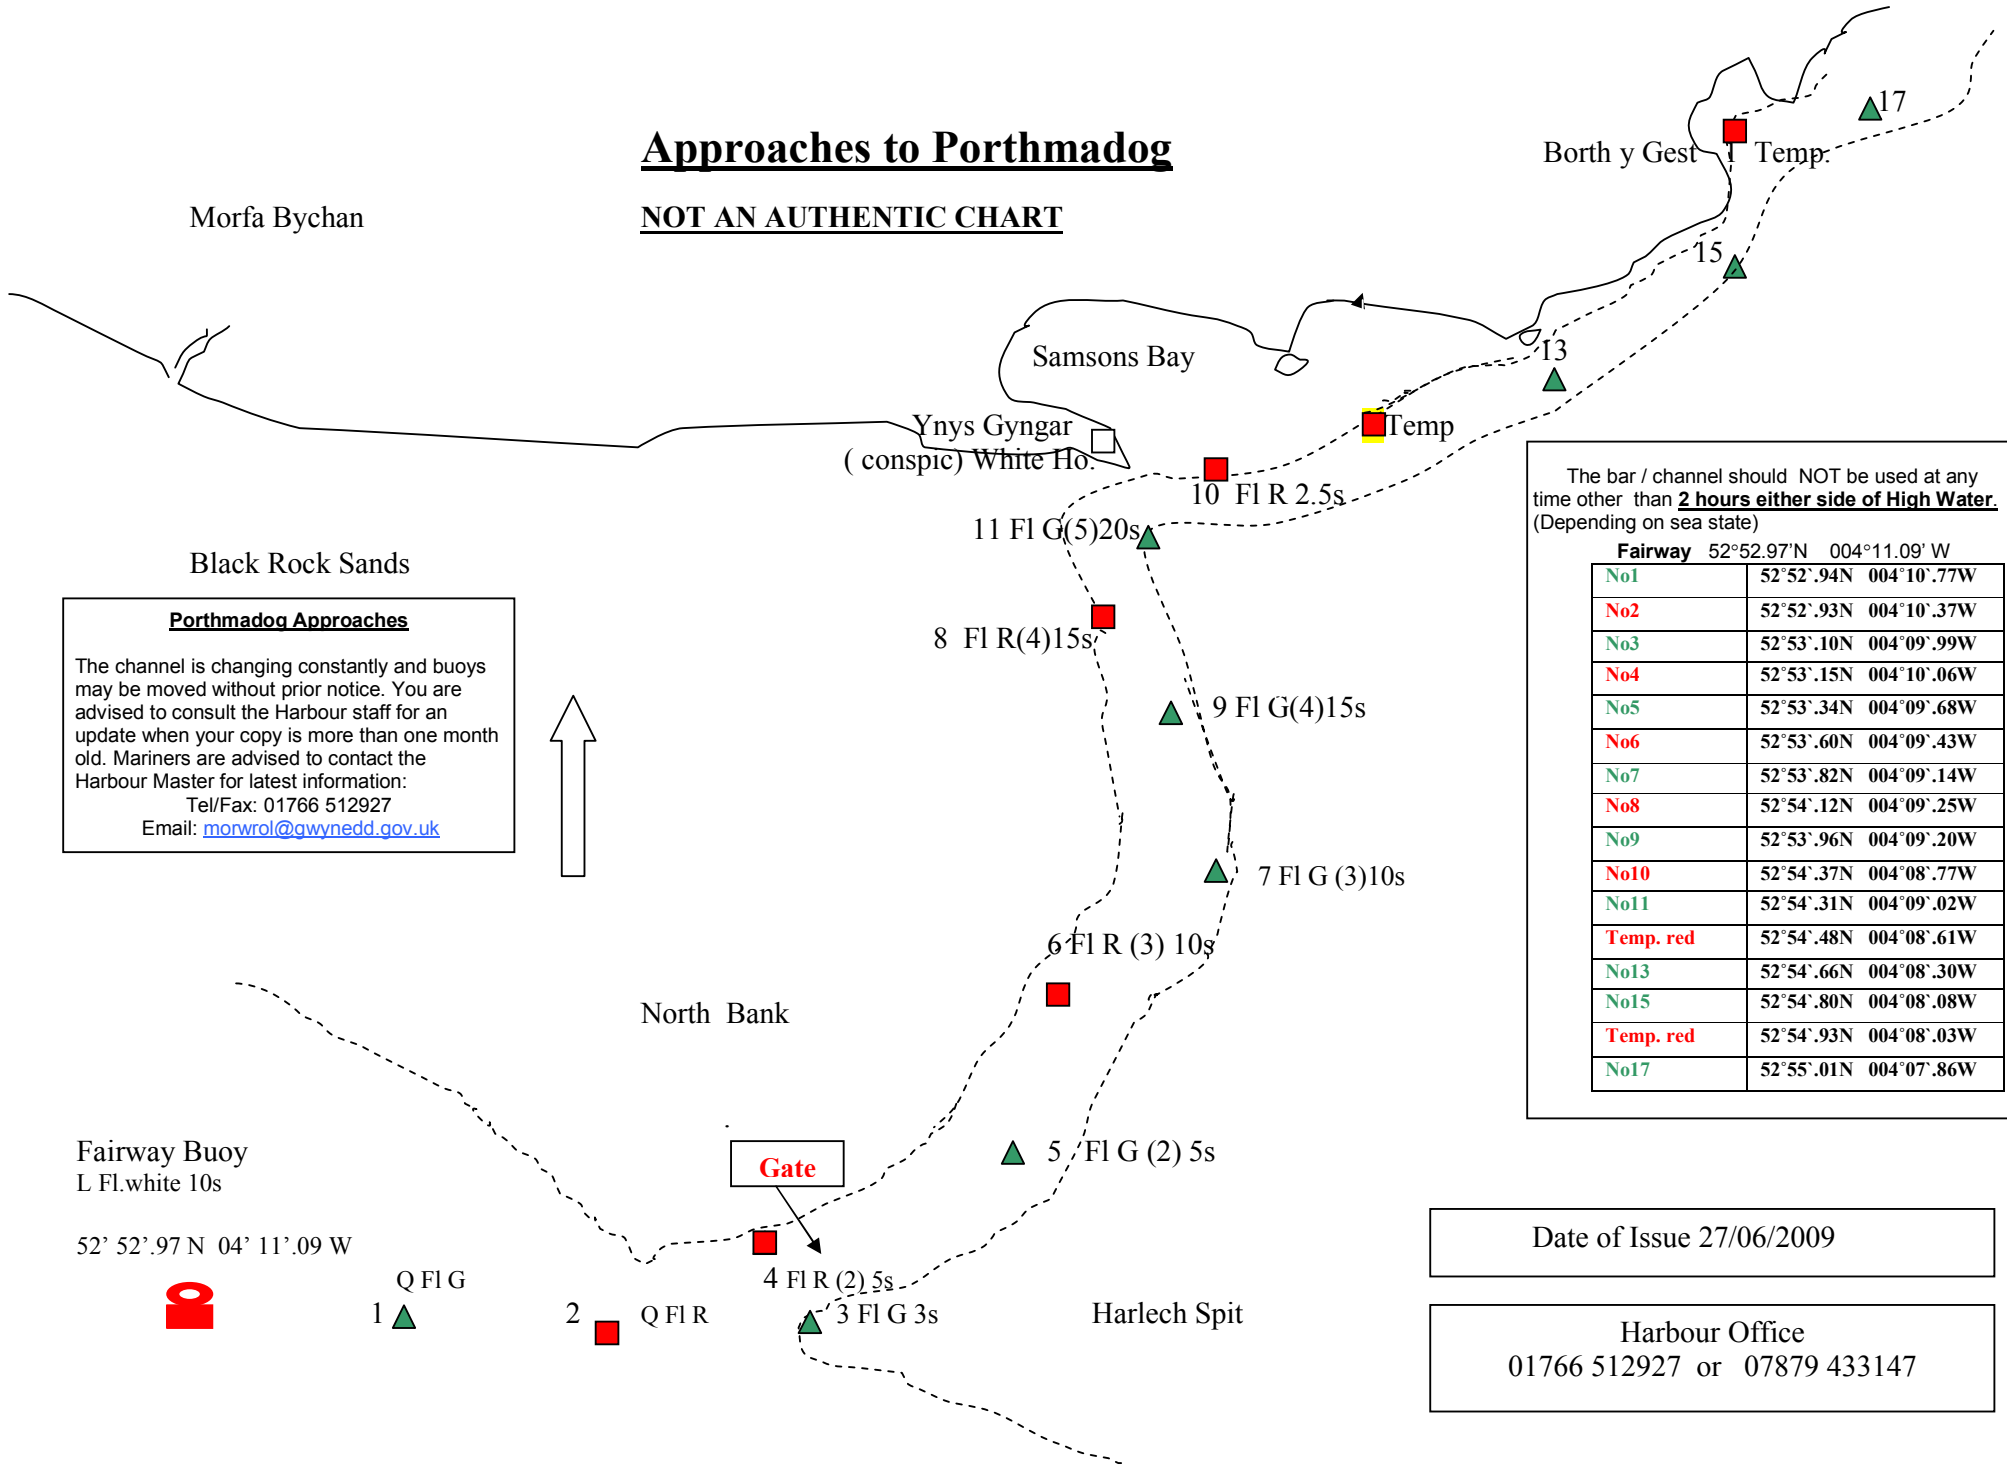 Approaches to Porthmadog
NOT AN AUTHENTIC CHART
Morfa Bychan
Borth y Gest
1 Temp.
17
15
13
Samsons Bay
Ynys Gyngar
( conspic) White Ho.
Temp
10 Fl R 2.5s
11 Fl G(5)20s
8 Fl R(4)15s
9 Fl G(4)15s
7 Fl G (3)10s
6 Fl R (3) 10s
5 Fl G (2) 5s
Black Rock Sands
Porthmadog Approaches
The channel is changing constantly and buoys
may be moved without prior notice. You are
advised to consult the Harbour staff for an
update when your copy is more than one month
old. Mariners are advised to contact the
Harbour Master for latest information:
Tel/Fax: 01766 512927
Email: morwrol@gwynedd.gov.uk
North Bank
Gate
Fairway Buoy
L Fl.white 10s
52’ 52’.97 N 04’ 11’.09 W
Q Fl G
1
2
Q Fl R
4 Fl R (2) 5s
3 Fl G 3s
Harlech Spit
The bar / channel should NOT be used at any
time other than 2 hours either side of High Water.
(Depending on sea state)
Fairway 52°52.97’N 004°11.09’ W
No1 52°52`.94N 004°10`.77W
No2 52°52`.93N 004°10`.37W
No3 52°53`.10N 004°09`.99W
No4 52°53`.15N 004°10`.06W
No5 52°53`.34N 004°09`.68W
No6 52°53`.60N 004°09`.43W
No7 52°53`.82N 004°09`.14W
No8 52°54`.12N 004°09`.25W
No9 52°53`.96N 004°09`.20W
No10 52°54`.37N 004°08`.77W
No11 52°54`.31N 004°09`.02W
Temp. red 52°54`.48N 004°08`.61W
No13 52°54`.66N 004°08`.30W
No15 52°54`.80N 004°08`.08W
Temp. red 52°54`.93N 004°08`.03W
No17 52°55`.01N 004°07`.86W
Date of Issue 27/06/2009
Harbour Office
01766 512927 or 07879 433147